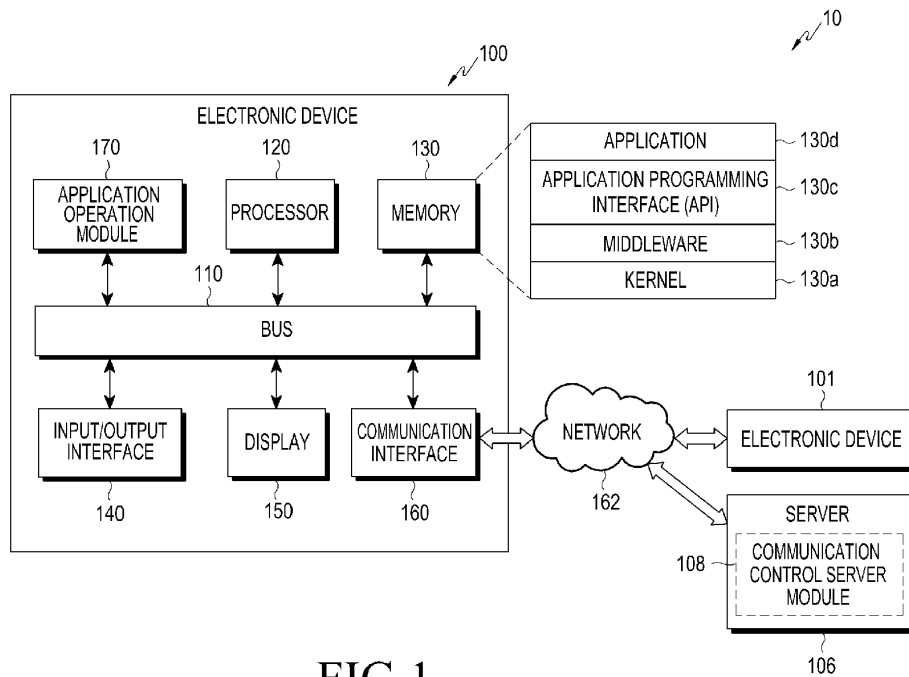 10
100
ELECTRONIC DEVICE
170
120
130
APPLICATION
OPERATION
MODULE
PROCESSOR
MEMORY
APPLICATION
130d
APPLICATION PROGRAMMING
INTERFACE (API)
130c
MIDDLEWARE
130b
KERNEL
130a
110
BUS
INPUT/OUTPUT
INTERFACE
DISPLAY
COMMUNICATION
INTERFACE
140
150
160
NETWORK
162
101
ELECTRONIC DEVICE
SERVER
108
COMMUNICATION
CONTROL SERVER
MODULE
106
FIG.1